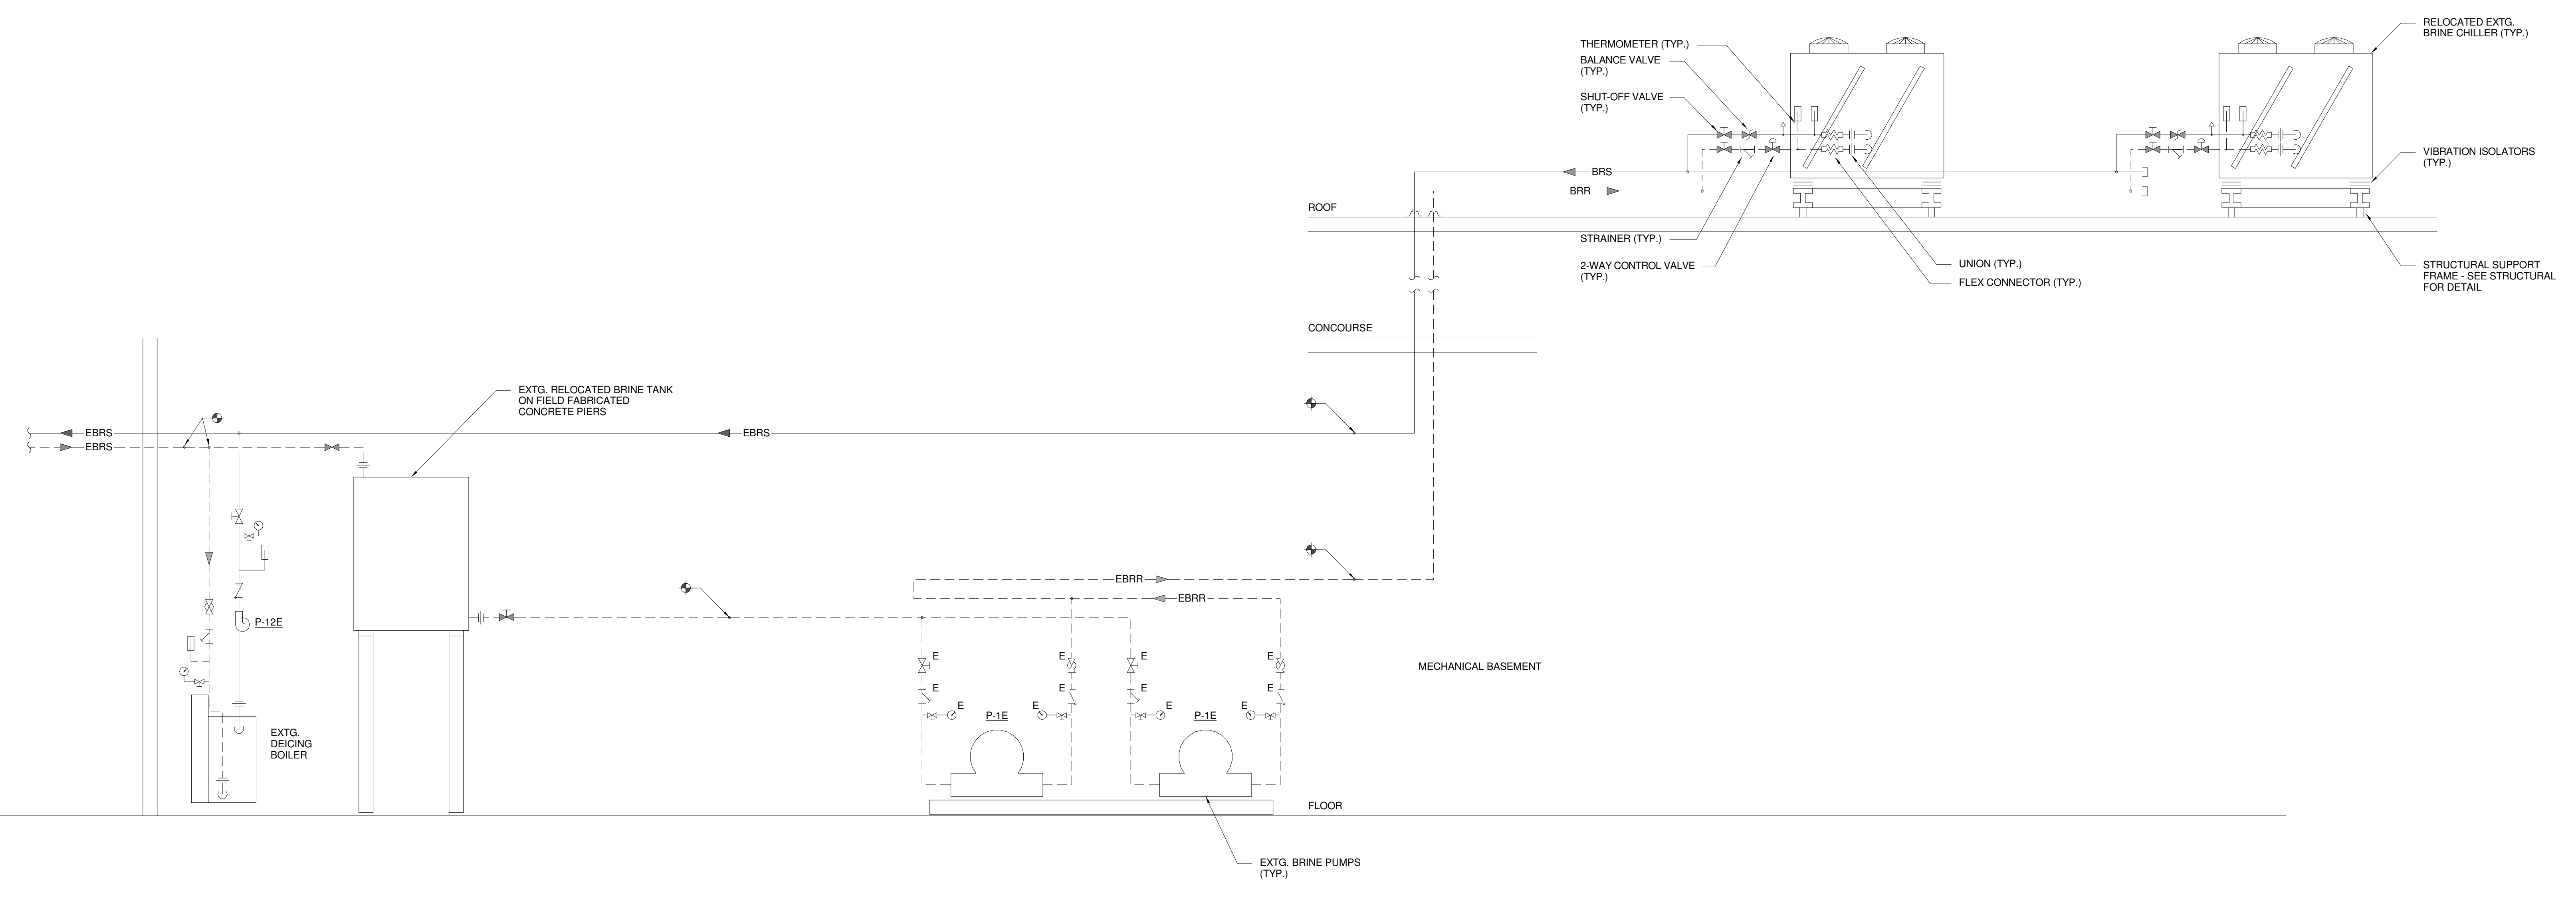 RELOCATED EXTG.
BRINE CHILLER (TYP.)
THERMOMETER (TYP.)
BALANCE VALVE
(TYP.)
SHUT-OFF VALVE
(TYP.)
VIBRATION ISOLATORS
(TYP.)
BRS
BRR
ROOF
STRAINER (TYP.)
2-WAY CONTROL VALVE
(TYP.)
UNION (TYP.)
FLEX CONNECTOR (TYP.)
STRUCTURAL SUPPORT
FRAME - SEE STRUCTURAL
FOR DETAIL
CONCOURSE
EXTG. RELOCATED BRINE TANK
ON FIELD FABRICATED
CONCRETE PIERS
EBRS
EBRS
EBRS
EBRR
EBRR
P-12E
E
E
E
E
MECHANICAL BASEMENT
E
E
E
E
E
E
E
E
P-1E
P-1E
EXTG.
DEICING
BOILER
FLOOR
EXTG. BRINE PUMPS
(TYP.)